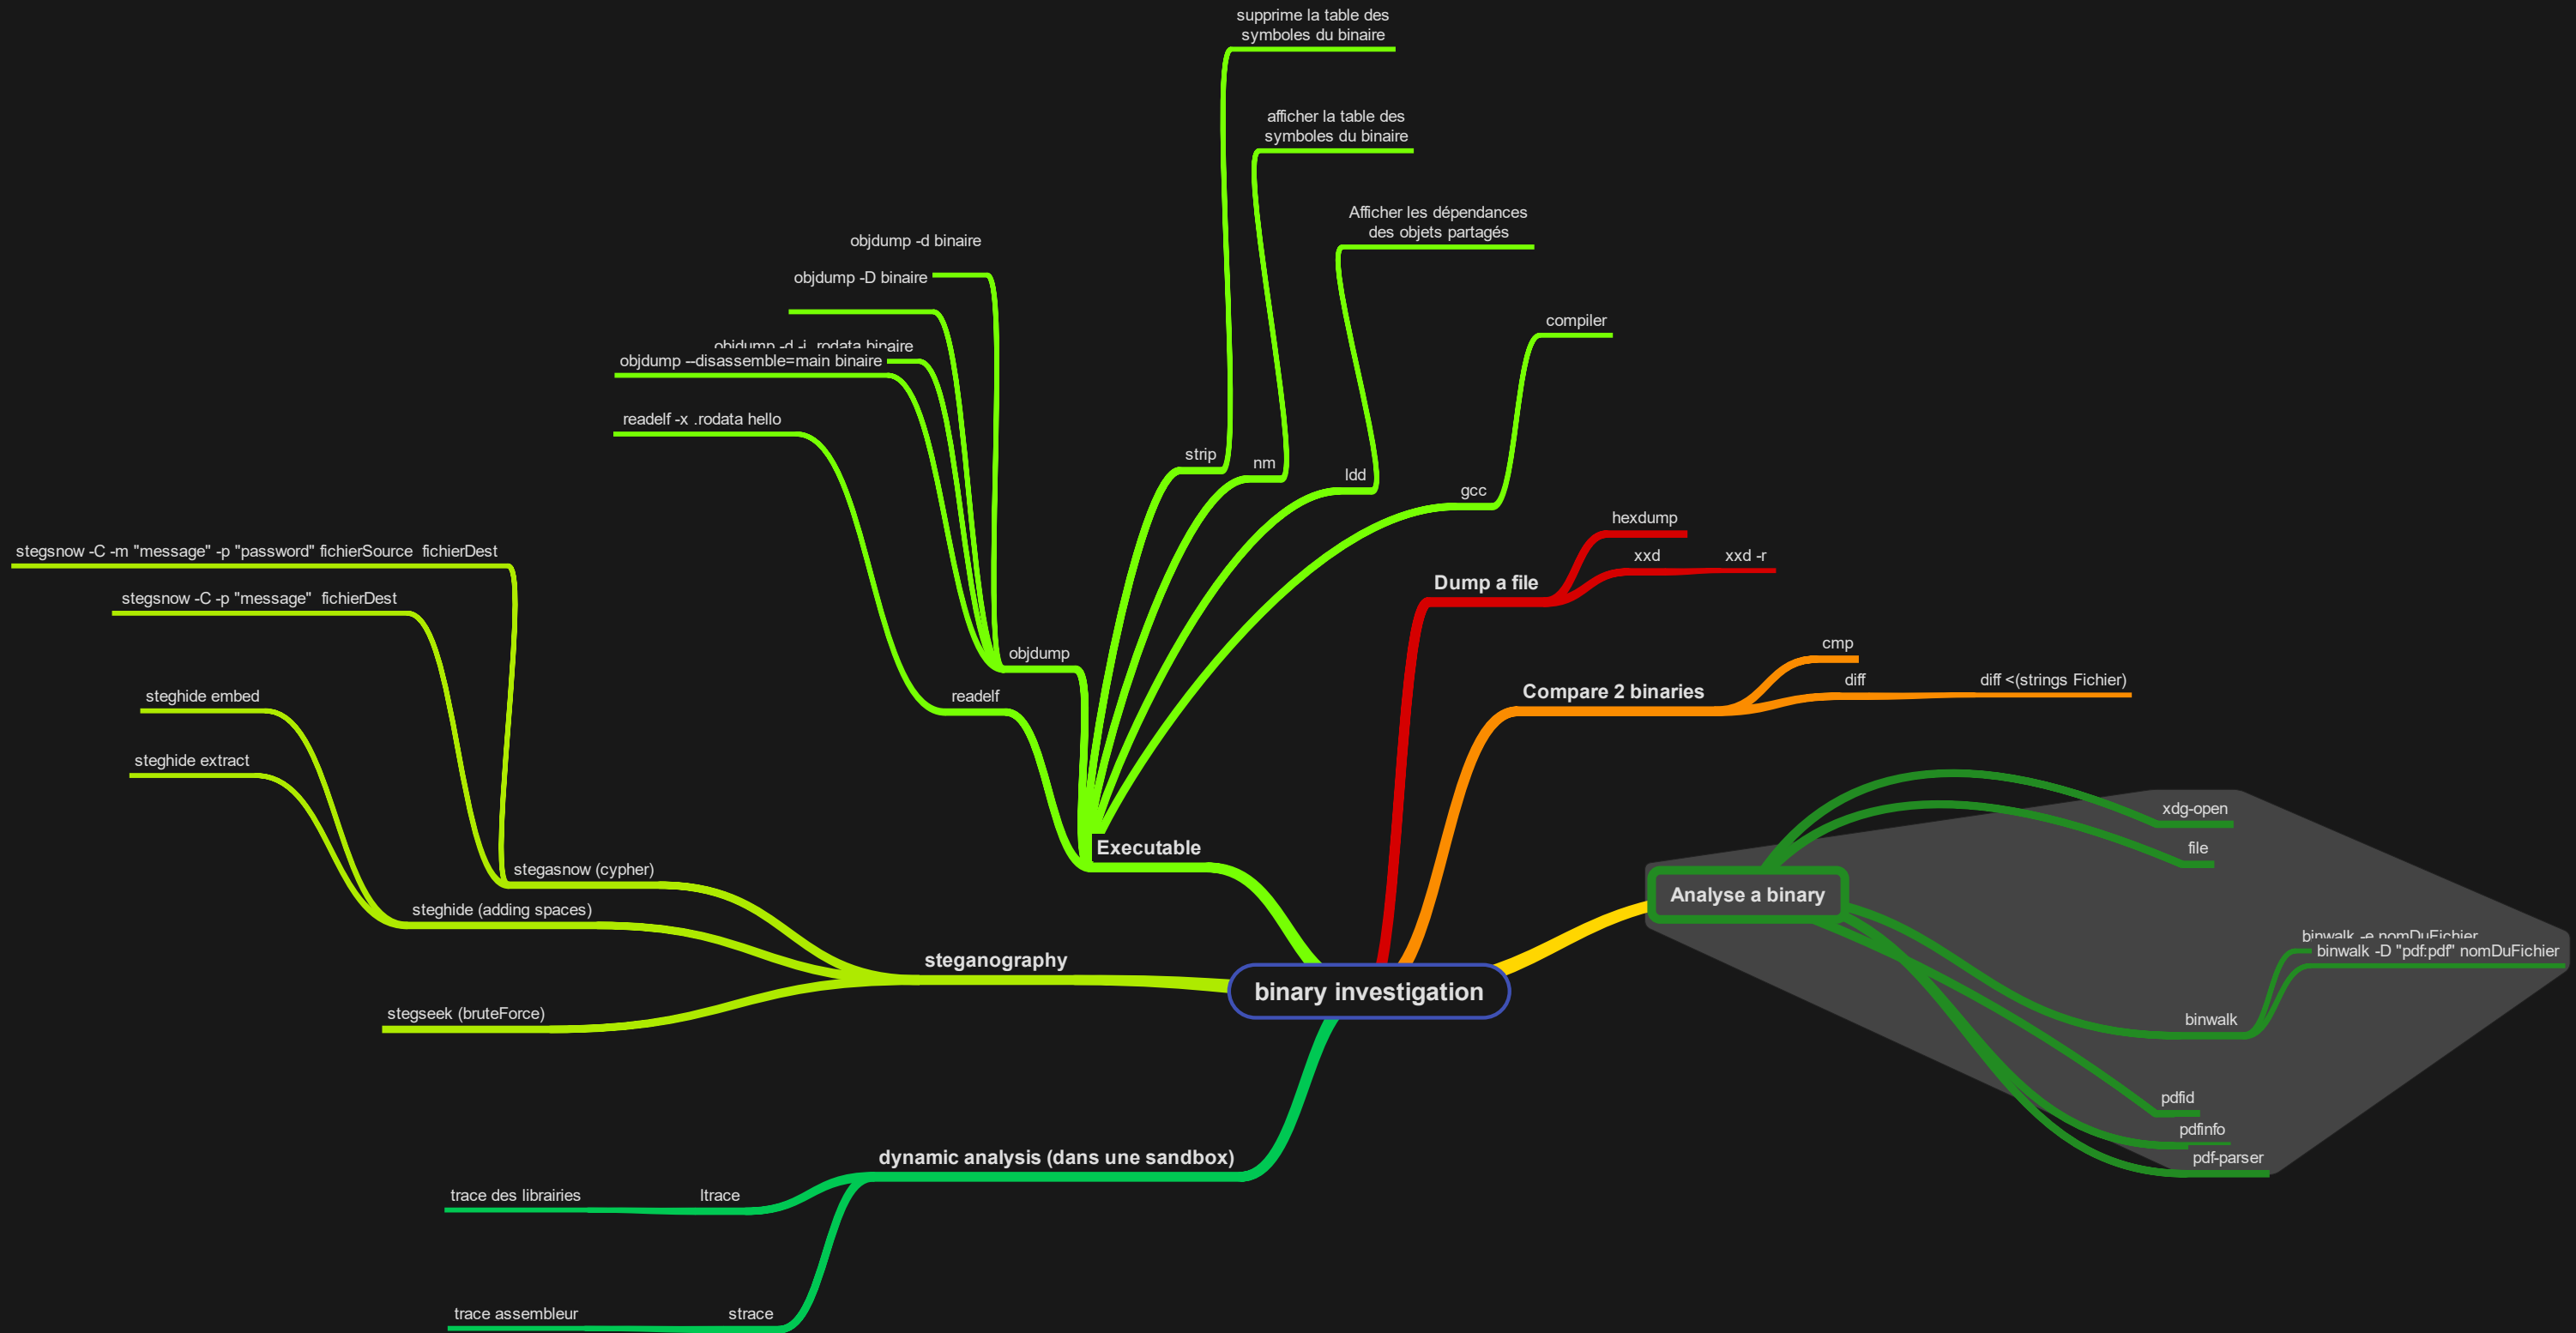 supprime la table des
symboles du binaire
afficher la table des
symboles du binaire
Afficher les dépendances
des objets partagés
objdump -d binaire
objdump -D binaire
compiler
objdump -d -j .rodata binaire
objdump --disassemble=main binaire
readelf -x .rodata hello
strip
nm
ldd
gcc
hexdump
xxd
xxd -r
Dump a file
stegsnow -C -m "message" -p "password" fichierSource  fichierDest
stegsnow -C -p "message"  fichierDest
objdump
readelf
cmp
diff
diff <(strings Fichier)
Compare 2 binaries
steghide embed
steghide extract
xdg-open
file
Executable
Analyse a binary
stegasnow (cypher)
steghide (adding spaces)
steganography
stegseek (bruteForce)
binary investigation
binwalk -e nomDuFichier
binwalk -D "pdf:pdf" nomDuFichier
binwalk
pdfid
pdfinfo
pdf-parser
dynamic analysis (dans une sandbox)
trace des librairies
ltrace
trace assembleur
strace